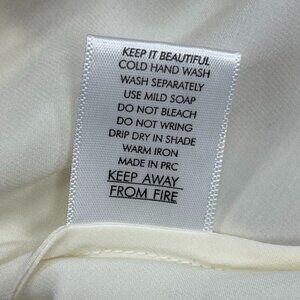 KEEP IT BEAUTIFUL
COLD HAND WASH
WASH SEPARATELY
USE MILD SOAP
DO NOT BLEACH
DO NOT WRING
DRIP DRY IN SHADE
WARM IRON
MADE IN PRC
KEEP AWAY
FROM FIRE